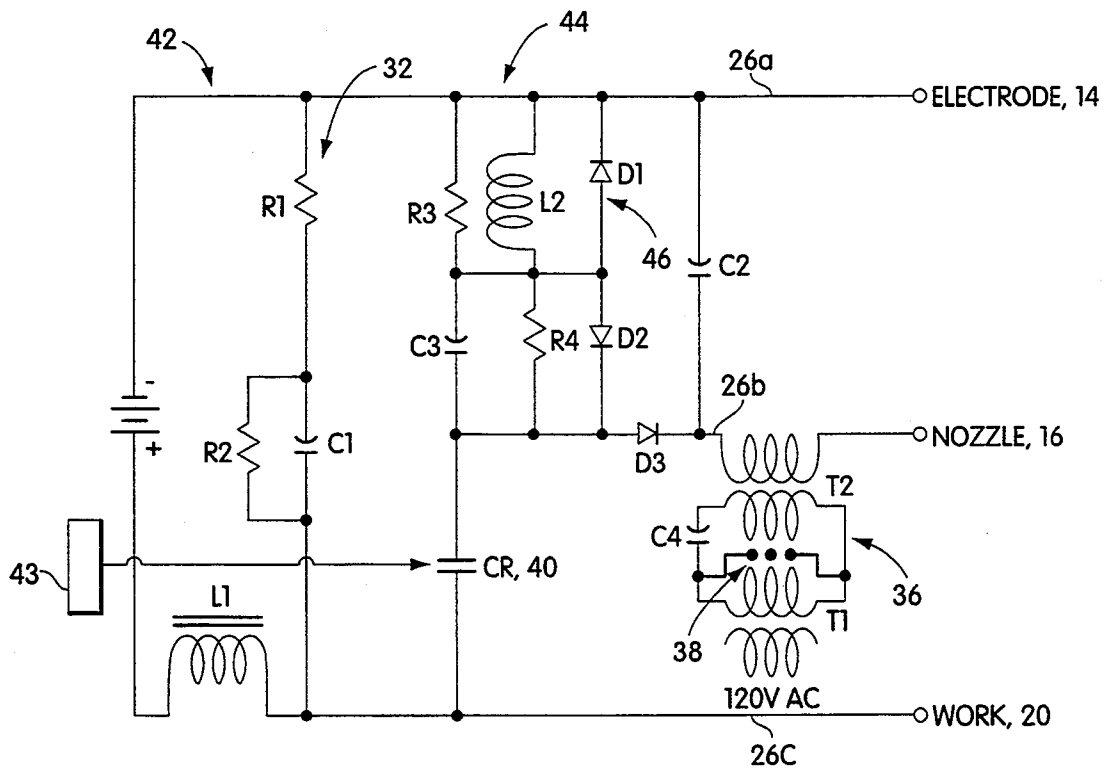 42
32
44
26a
ELECTRODE, 14
R1
R3
L2
D1
46
C2
C3
R4
D2
-
+
R2
C1
26b
D3
NOZZLE, 16
T2
C4
43
CR, 40
36
L1
38
T1
120V AC
WORK, 20
26C